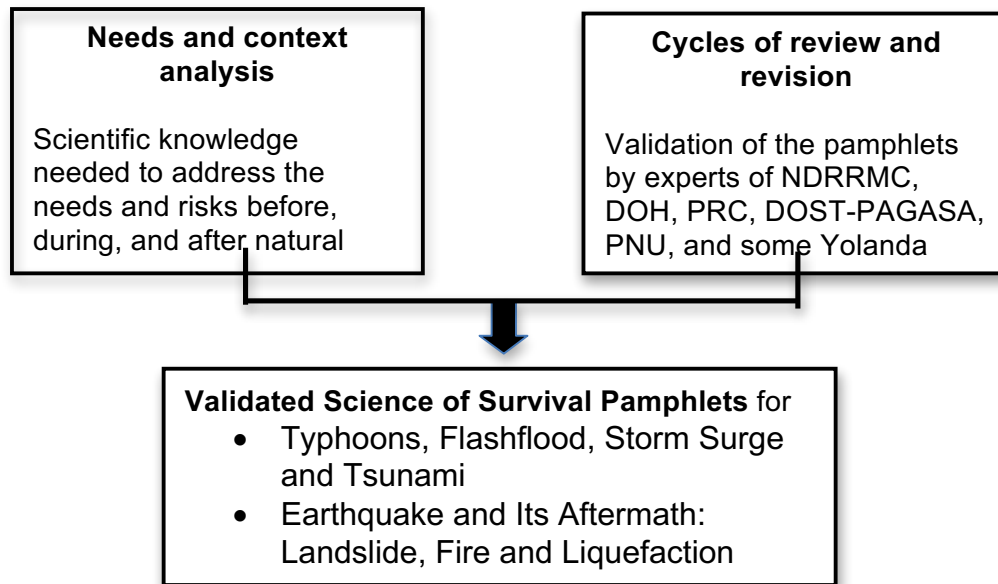 Needs and context
analysis
Scientific knowledge
needed to address the
needs and risks before,
during, and after natural
Cycles of review and
revision
Validation of the pamphlets
by experts of NDRRMC,
DOH, PRC, DOST-PAGASA,
PNU, and some Yolanda
Validated Science of Survival Pamphlets for
• Typhoons, Flashflood, Storm Surge
and Tsunami
• Earthquake and Its Aftermath:
Landslide, Fire and Liquefaction